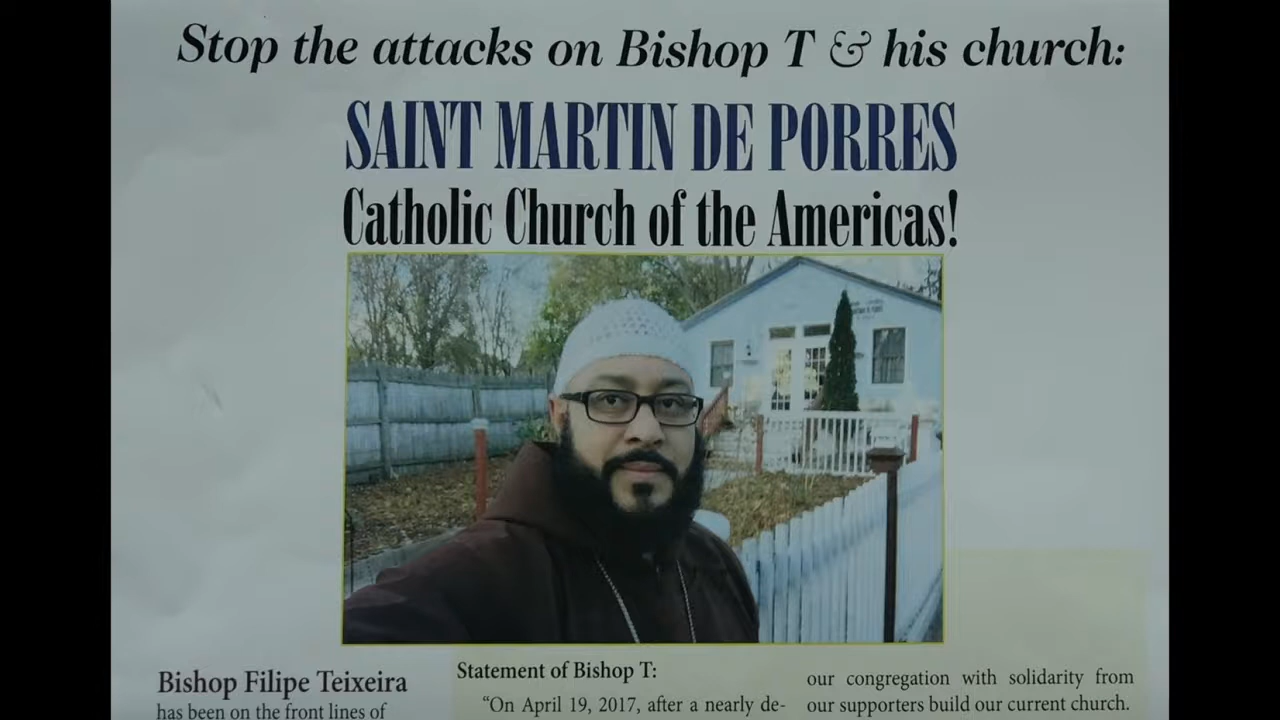 Stop the attacks on Bishop T & his church:
SAINT MARTIN DE PORRES
Catholic Church of the Americas!
Bishop Filipe Teixeira
has been on the front lines of
Statement of Bishop T:
“On April 19, 2017, after a nearly de-
our congregation with solidarity from
our supporters build our current church.